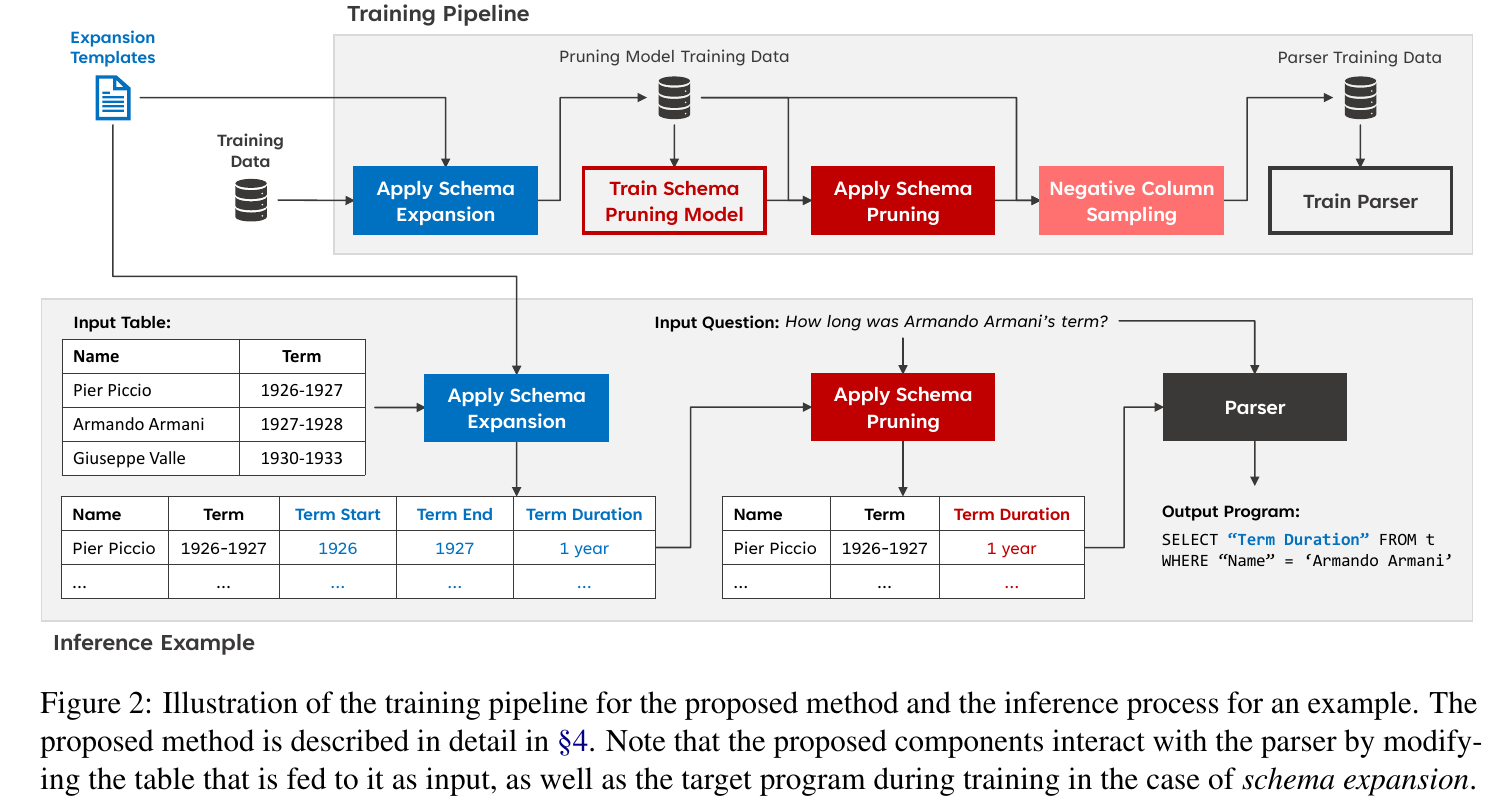 Training Pipeline
Expansion
Templates
Pruning Model Training Data
Parser Training Data
Training
Data
Apply Schema
Expansion
Train Schema
Pruning Model
Apply Schema
Pruning
Negative Column
Sampling
Train Parser
Input Table:
Name Term
Pier Piccio 1926-1927
Armando Armani 1927-1928
Giuseppe Valle 1930-1933
Apply Schema
Expansion
Input Question: How long was Armando Armani's term?
Apply Schema
Pruning
Parser
Name Term Term Start Term End Term Duration
Pier Piccio 1926-1927 1926 1927 1 year
... ... ... ... ...
Name Term Term Duration
Pier Piccio 1926-1927 1 year
... ... ...
Output Program:
SELECT “Term Duration” FROM t
WHERE “Name” = ‘Armando Armani’
Inference Example
Figure 2: Illustration of the training pipeline for the proposed method and the inference process for an example. The
proposed method is described in detail in §4. Note that the proposed components interact with the parser by modify-
ing the table that is fed to it as input, as well as the target program during training in the case of schema expansion.